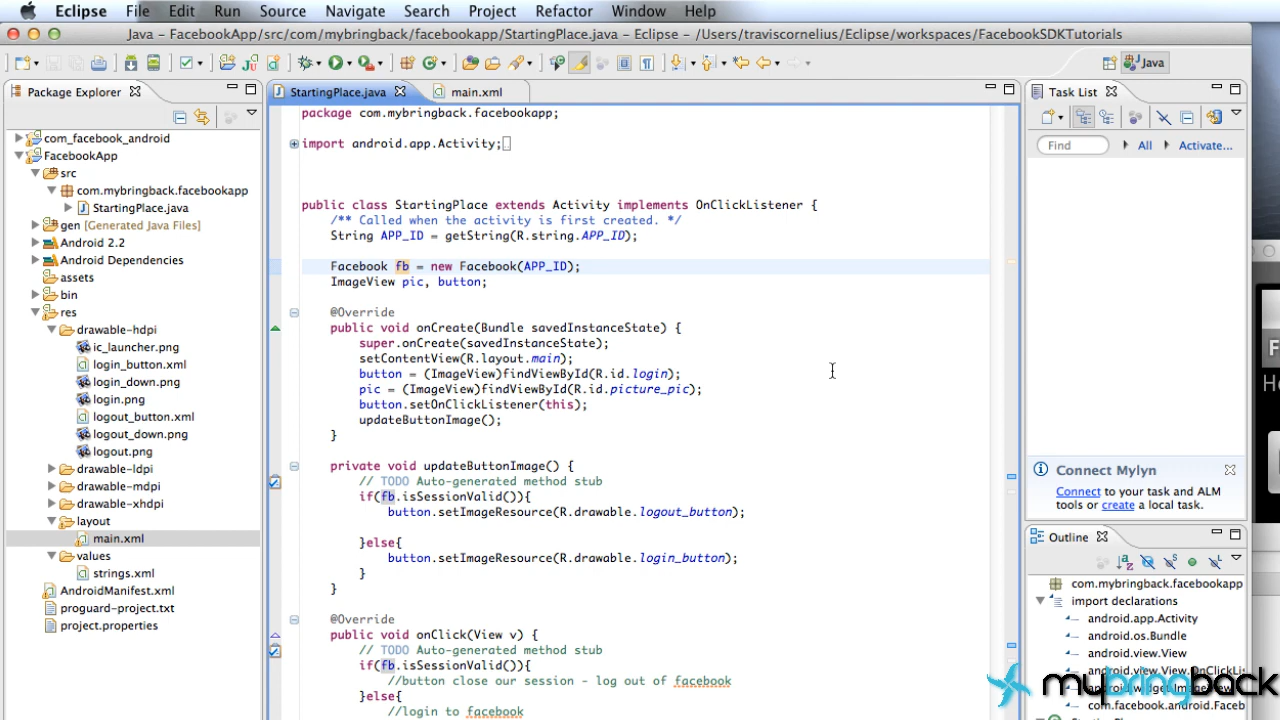 Eclipse File Edit Run Source Navigate Search Project Refactor Window Help
Java – FacebookApp/src/com/mybringback/facebookapp/StartingPlace.java – Eclipse – /Users/traviscornelius/Eclipse/workspaces/FacebookSDKTutorials
Java
Package Explorer
com_facebook_android
FacebookApp
src
com.mybringback.facebookapp
StartingPlace.java
gen [Generated Java Files]
Android 2.2
Android Dependencies
assets
bin
res
drawable-hdpi
ic_launcher.png
login_button.xml
login_down.png
login.png
logout_button.xml
logout_down.png
logout.png
drawable-ldpi
drawable-mdpi
drawable-xhdpi
layout
main.xml
values
strings.xml
AndroidManifest.xml
proguard-project.txt
project.properties
StartingPlace.java main.xml
package com.mybringback.facebookapp;
import android.app.Activity;
public class StartingPlace extends Activity implements OnClickListener {
/** Called when the activity is first created. */
String APP_ID = getString(R.string.APP_ID);
Facebook fb = new Facebook(APP_ID);
ImageView pic, button;
@Override
public void onCreate(Bundle savedInstanceState) {
super.onCreate(savedInstanceState);
setContentView(R.layout.main);
button = (ImageView)findViewById(R.id.login);
pic = (ImageView)findViewById(R.id.picture_pic);
button.setOnClickListener(this);
updateButtonImage();
}
private void updateButtonImage() {
// TODO Auto-generated method stub
if(fb.isSessionValid()){
button.setImageResource(R.drawable.logout_button);
}else{
button.setImageResource(R.drawable.login_button);
}
}
@Override
public void onClick(View v) {
// TODO Auto-generated method stub
if(fb.isSessionValid()){
//button close our session - log out of facebook
}else{
//login to facebook
Task List
Find All Activate...
Connect Mylyn
Connect to your task and ALM
tools or create a local task.
Outline
com.mybringback.facebookapp
import declarations
android.app.Activity
android.os.Bundle
android.view.View
mybringback
com.facebook.android.Faceb